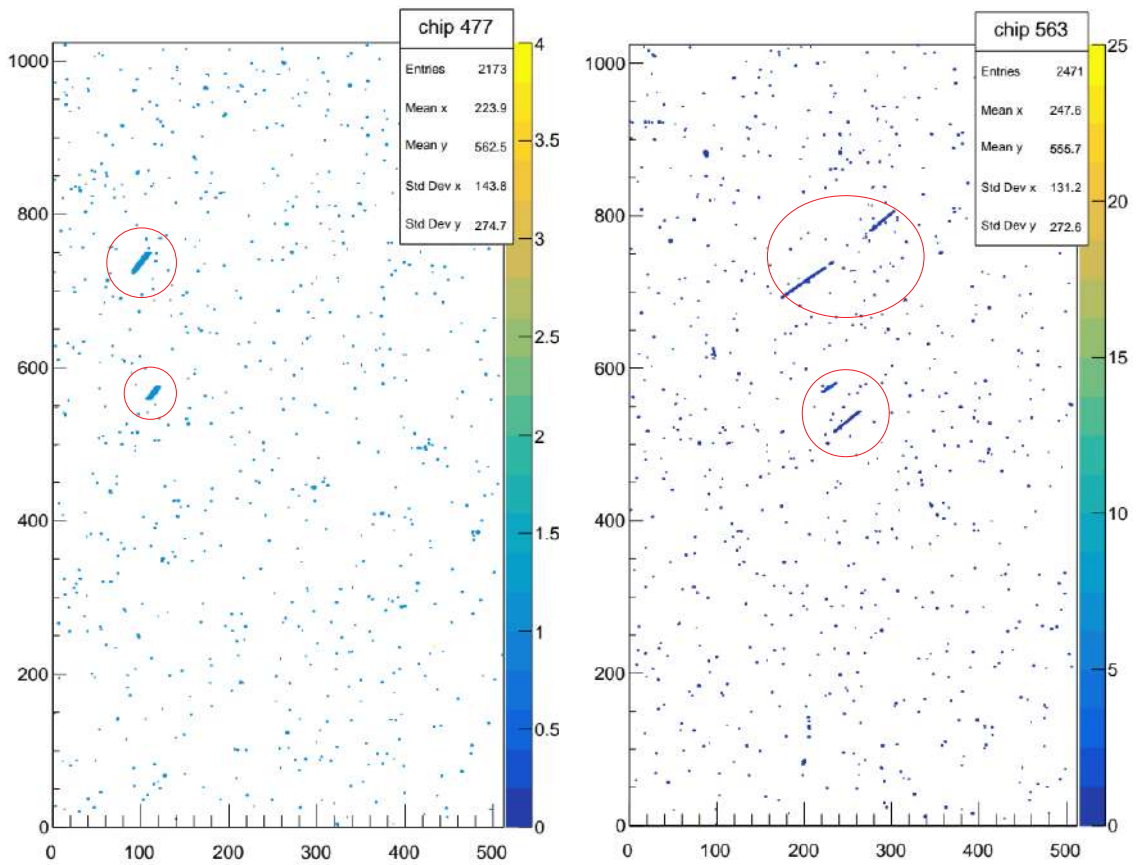 chip 477
Entries 2173
Mean x 223.9
Mean y 562.5
Std Dev x 143.8
Std Dev y 274.7
1000
800
600
400
200
0
0 100 200 300 400 500
4
3.5
3
2.5
2
1.5
1
0.5
0
chip 563
Entries 2471
Mean x 247.6
Mean y 555.7
Std Dev x 131.2
Std Dev y 272.6
1000
800
600
400
200
0
0 100 200 300 400 500
25
20
15
10
5
0